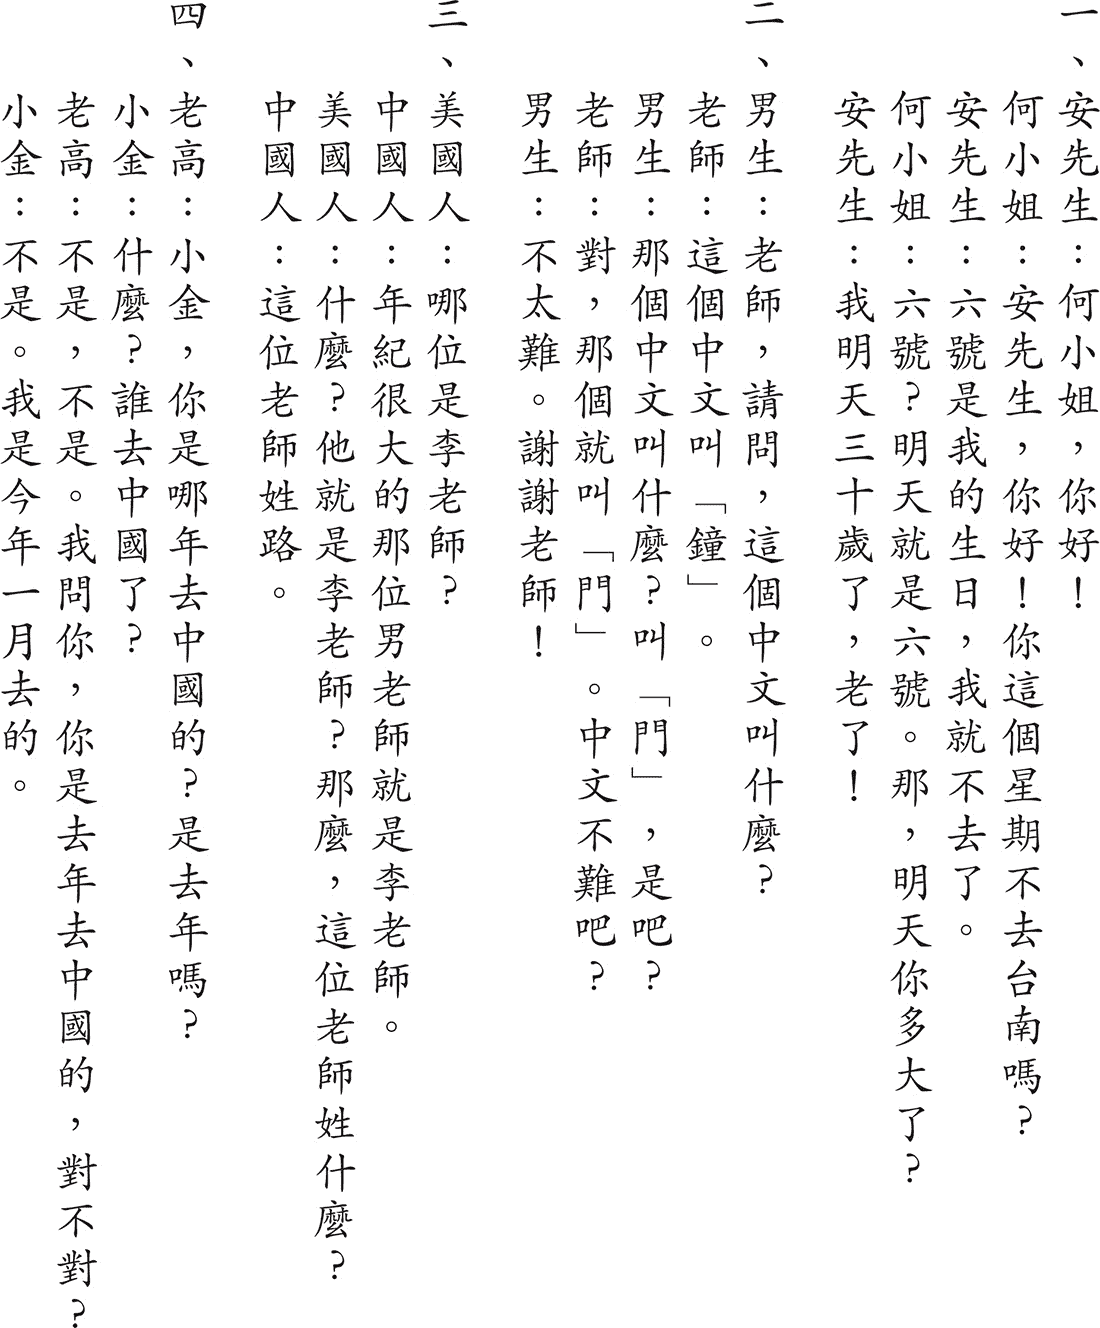 一、安先生：何小姐，你好！
何小姐：安先生，你好！你這個星期不去台南嗎？
安先生：六號是我的生日，我就不去了。
何小姐：六號？明天就是六號。那，明天你多大了？
安先生：我明天三十歲了，老了！
二、男生：老師，請問，這個中文叫什麼？
老師：這個中文叫「鐘」。
男生：那個中文叫什麼？叫「門」，是吧？
老師：對，那個就叫「門」。中文不難吧？
男生：不太難。謝謝老師！
三、美國人：哪位是李老師？
中國人：年紀很大的那位男老師就是李老師。
美國人：什麼？他就是李老師？那麼，這位老師姓什麼？
中國人：這位老師姓路。
四、老高：小金，你是哪年去中國的？是去年嗎？
小金：什麼？誰去中國了？
老高：不是，不是。我問你，你是去年去中國的，對不對？
小金：不是。我是今年一月去的。